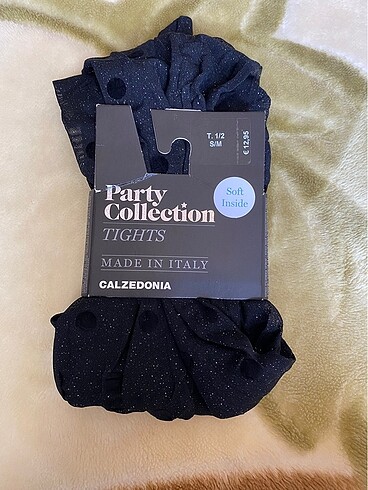 T. 1/2
S/M
€ 12,95
Party
Collection
Soft
Inside
TIGHTS
MADE IN ITALY
CALZEDONIA